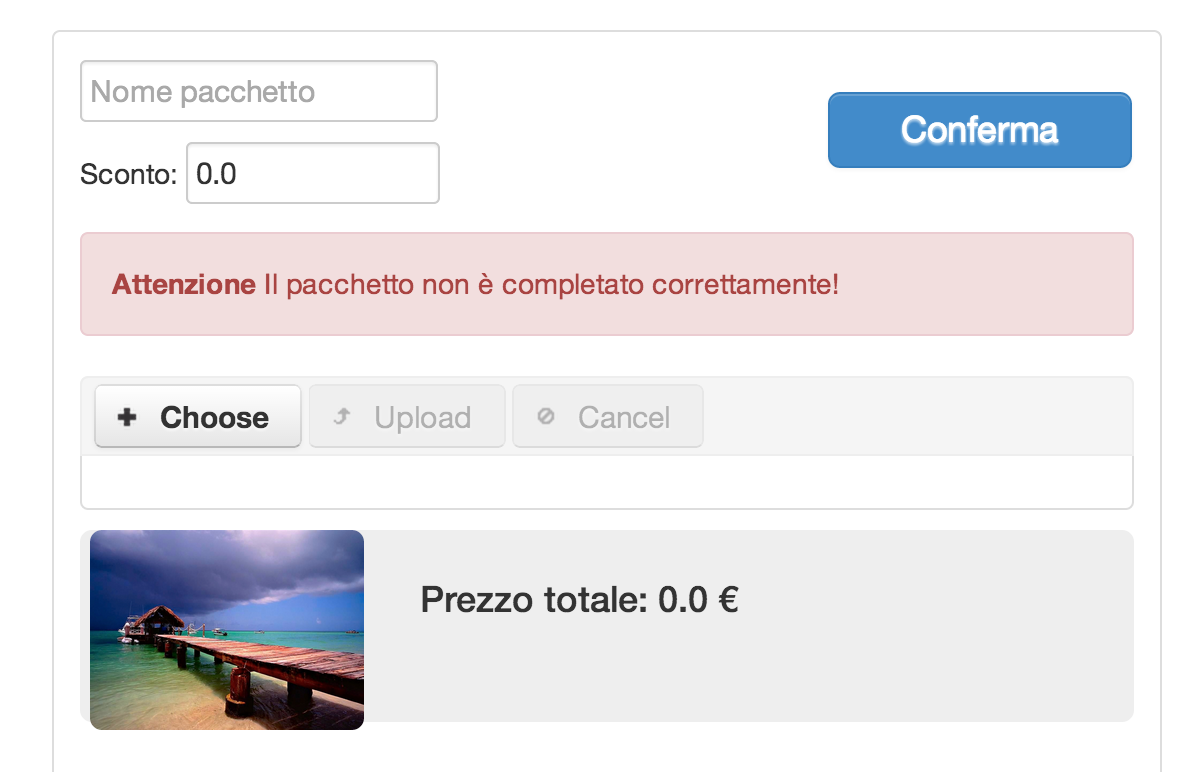 Nome pacchetto
Conferma
Sconto: 0.0
Attenzione Il pacchetto non è completato correttamente!
Choose Upload Cancel
Prezzo totale: 0.0 €